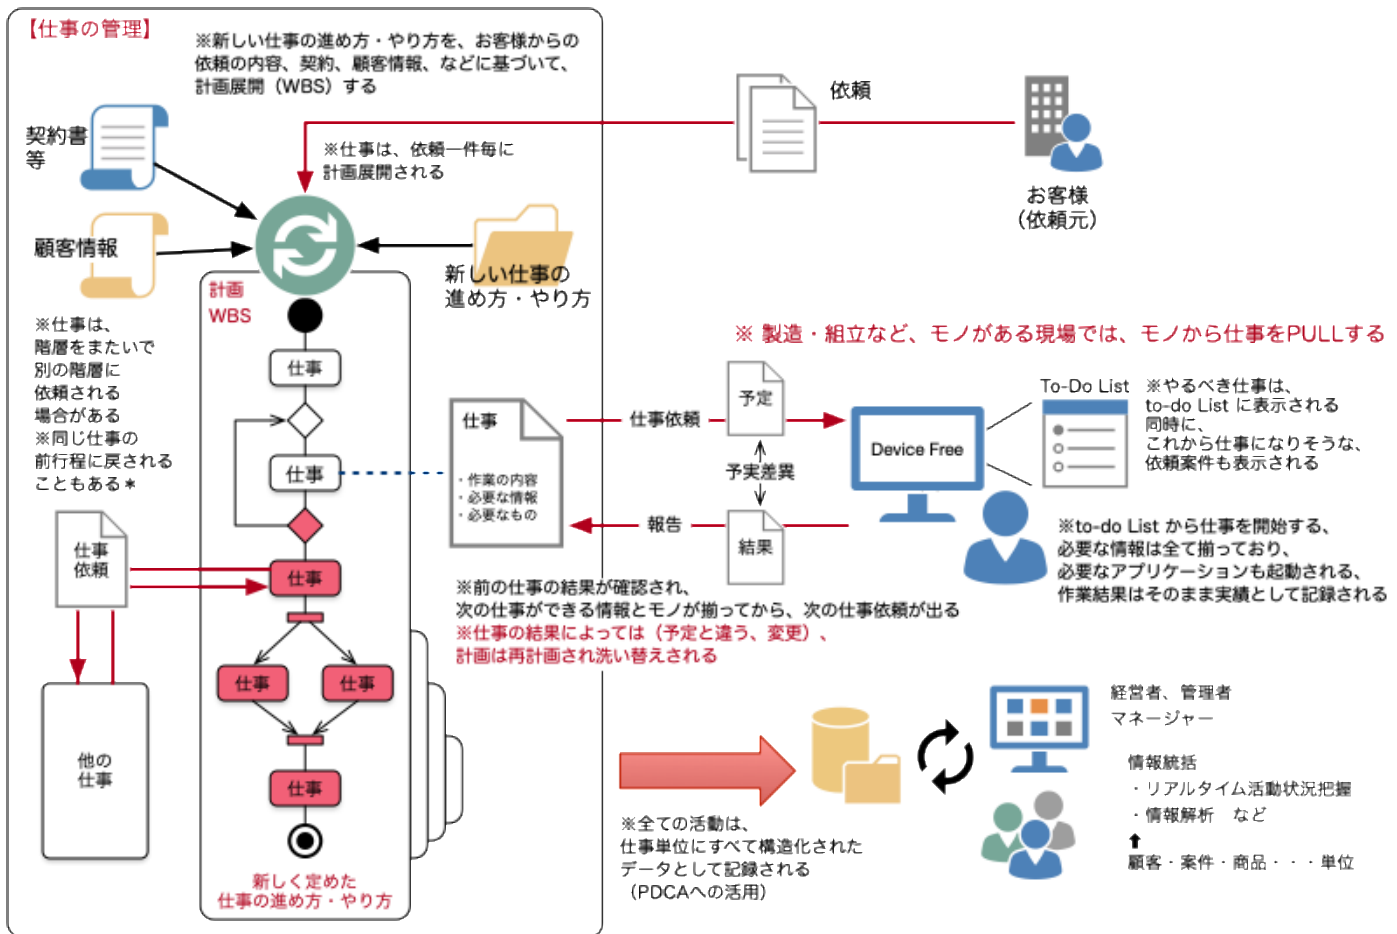 【仕事の管理】
※新しい仕事の進め方・やり方を、お客様からの
依頼の内容、契約、顧客情報、などに基づいて、
計画展開（WBS）する
契約書
等
※仕事は、依頼一件毎に
計画展開される
依頼
お客様
（依頼元）
顧客情報
新しい仕事の
進め方・やり方
計画
WBS
※仕事は、
階層をまたいで
別の階層に
依頼される
場合がある
※同じ仕事の
前行程に戻される
こともある＊
仕事
仕事
仕事
仕事
仕事
仕事
新しく定めた
仕事の進め方・やり方
仕事
依頼
他の
仕事
仕事
・作業の内容
・必要な情報
・必要なもの
※ 製造・組立など、モノがある現場では、モノから仕事をPULLする
仕事依頼
予定
予実差異
報告
結果
Device Free
To-Do List
※やるべき仕事は、
to-do List に表示される
同時に、
これから仕事になりそうな、
依頼案件も表示される
※to-do List から仕事を開始する、
必要な情報は全て揃っており、
必要なアプリケーションも起動される、
作業結果はそのまま実績として記録される
※前の仕事の結果が確認され、
次の仕事ができる情報とモノが揃ってから、次の仕事依頼が出る
※仕事の結果によっては（予定と違う、変更）、
計画は再計画され洗い替えされる
※全ての活動は、
仕事単位にすべて構造化された
データとして記録される
（PDCAへの活用）
経営者、管理者
マネージャー
情報統括
・リアルタイム活動状況把握
・情報解析　など
顧客・案件・商品・・・単位